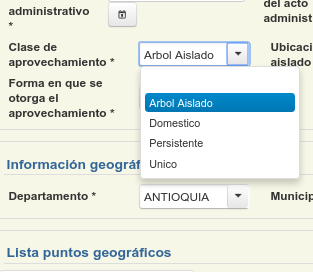 administrativo
*
del acto
administ
Clase de
aprovechamiento *
Arbol Aislado
Ubicaci
aislado
Forma en que se
otorga el
aprovechamiento *
Arbol Aislado
Domestico
Persistente
Unico
Información geográf
Departamento *
ANTIOQUIA
Municip
Lista puntos geográficos